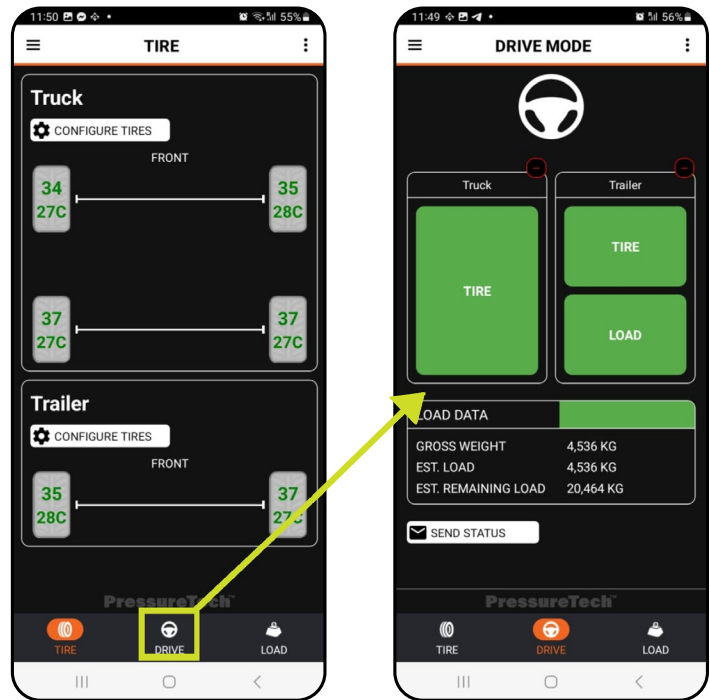 11:50 55%
TIRE
Truck
CONFIGURE TIRES
FRONT
34 35
27C 28C
37 37
27C 27C
Trailer
CONFIGURE TIRES
FRONT
35 37
28C 27C
PressureTech™
TIRE DRIVE LOAD
11:49 56%
DRIVE MODE
Truck Trailer
TIRE
TIRE
LOAD
LOAD DATA
GROSS WEIGHT 4,536 KG
EST. LOAD 4,536 KG
EST. REMAINING LOAD 20,464 KG
SEND STATUS
PressureTech™
TIRE DRIVE LOAD